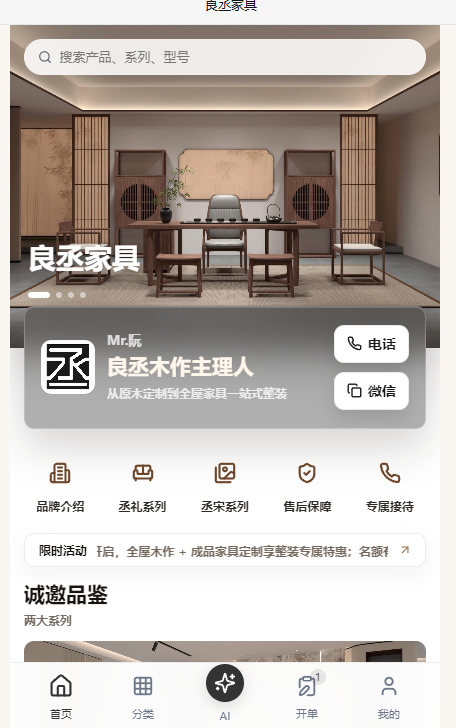 良丞家具
搜索产品、系列、型号
良丞家具
丞
Mr.阮
良丞木作主理人
从原木定制到全屋家具一站式整装
电话
微信
品牌介绍
丞礼系列
丞宋系列
售后保障
专属接待
限时活动 开启，全屋木作 + 成品家具定制享整装专属特惠；名额有
诚邀品鉴
两大系列
1
首页
分类
AI
开单
我的